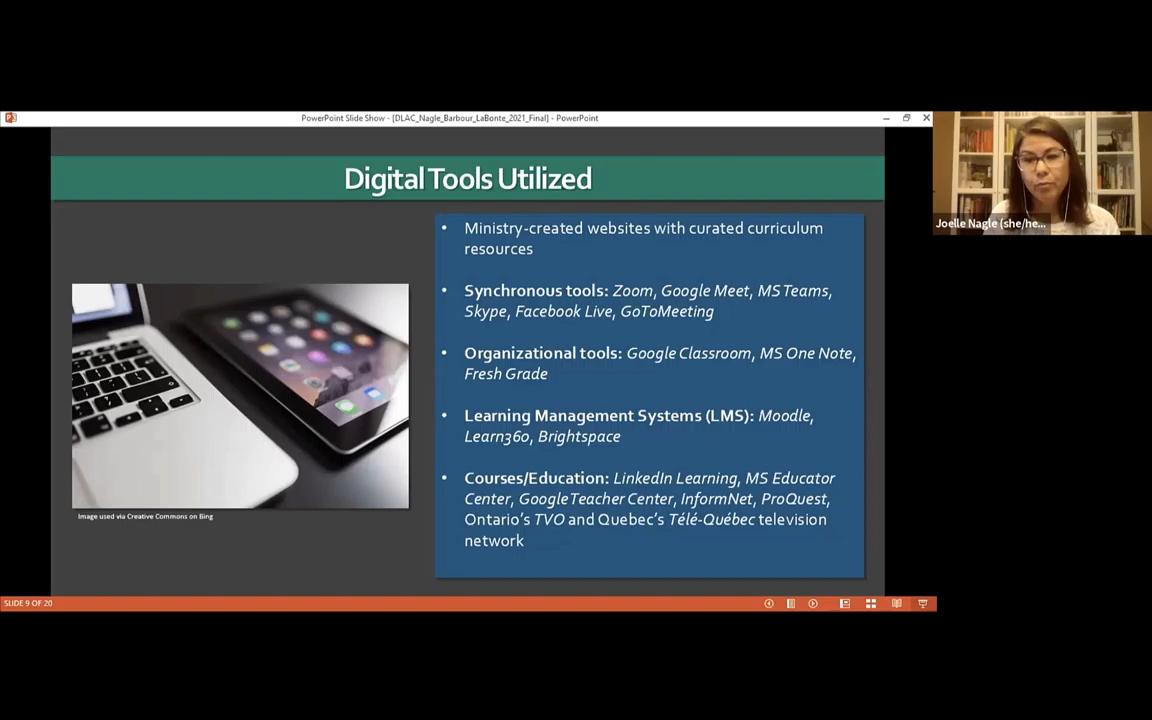 PowerPoint Slide Show - [DLAC_Nagle_Barbour_LaBonte_2021_Final] - PowerPoint
Digital Tools Utilized
• Ministry-created websites with curated curriculum
resources
• Synchronous tools: Zoom, Google Meet, MS Teams,
Skype, Facebook Live, GoToMeeting
• Organizational tools: Google Classroom, MS One Note,
Fresh Grade
• Learning Management Systems (LMS): Moodle,
Learn360, Brightspace
• Courses/Education: LinkedIn Learning, MS Educator
Center, Google Teacher Center, InformNet, ProQuest,
Ontario's TVO and Quebec's Télé-Québec television
network
Image used via Creative Commons on Bing
SLIDE 9 OF 20
Joelle Nagle (she/he...